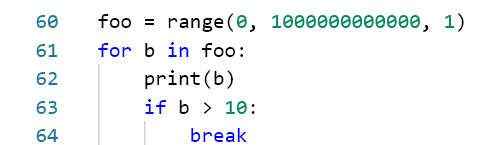 60 foo = range(0, 1000000000000, 1)
61 for b in foo:
62     print(b)
63     if b > 10:
64         break